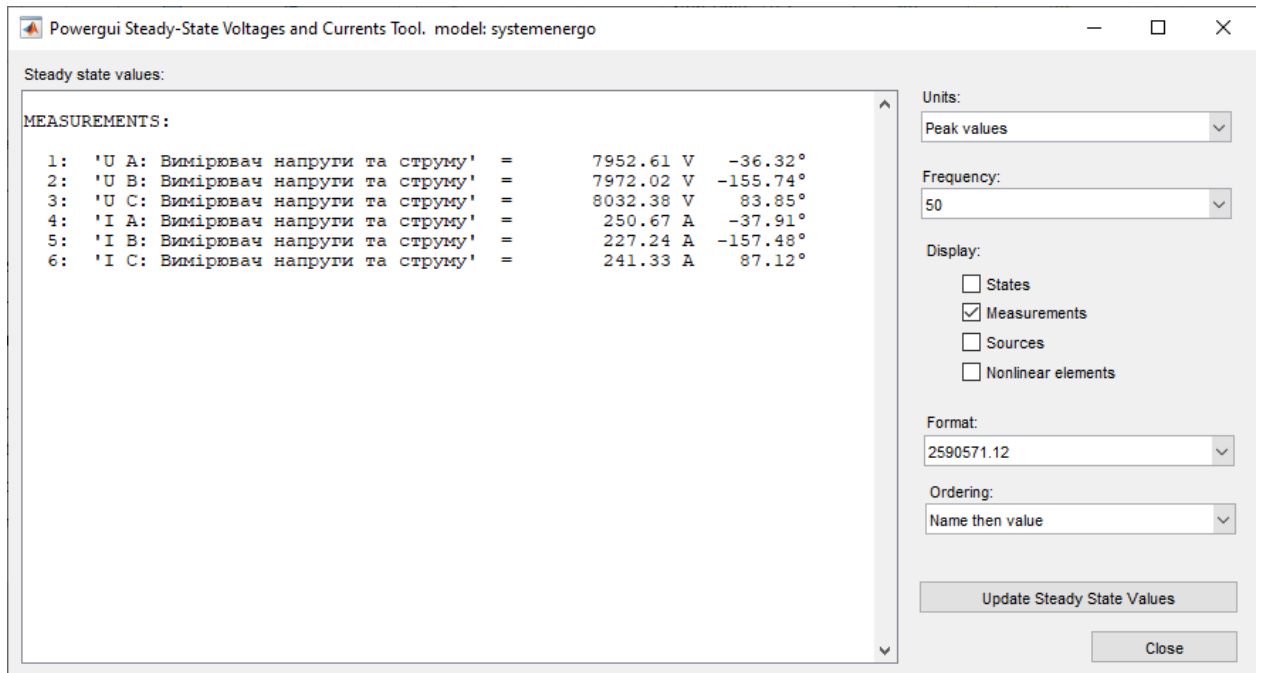 Powergui Steady-State Voltages and Currents Tool. model: systemenergo
Steady state values:
MEASUREMENTS:
1: 'U A: Вимірювач напруги та струму' = 7952.61 V -36.32°
2: 'U B: Вимірювач напруги та струму' = 7972.02 V -155.74°
3: 'U C: Вимірювач напруги та струму' = 8032.38 V 83.85°
4: 'I A: Вимірювач напруги та струму' = 250.67 A -37.91°
5: 'I B: Вимірювач напруги та струму' = 227.24 A -157.48°
6: 'I C: Вимірювач напруги та струму' = 241.33 A 87.12°
Units:
Peak values
Frequency:
50
Display:
States
Measurements
Sources
Nonlinear elements
Format:
2590571.12
Ordering:
Name then value
Update Steady State Values
Close